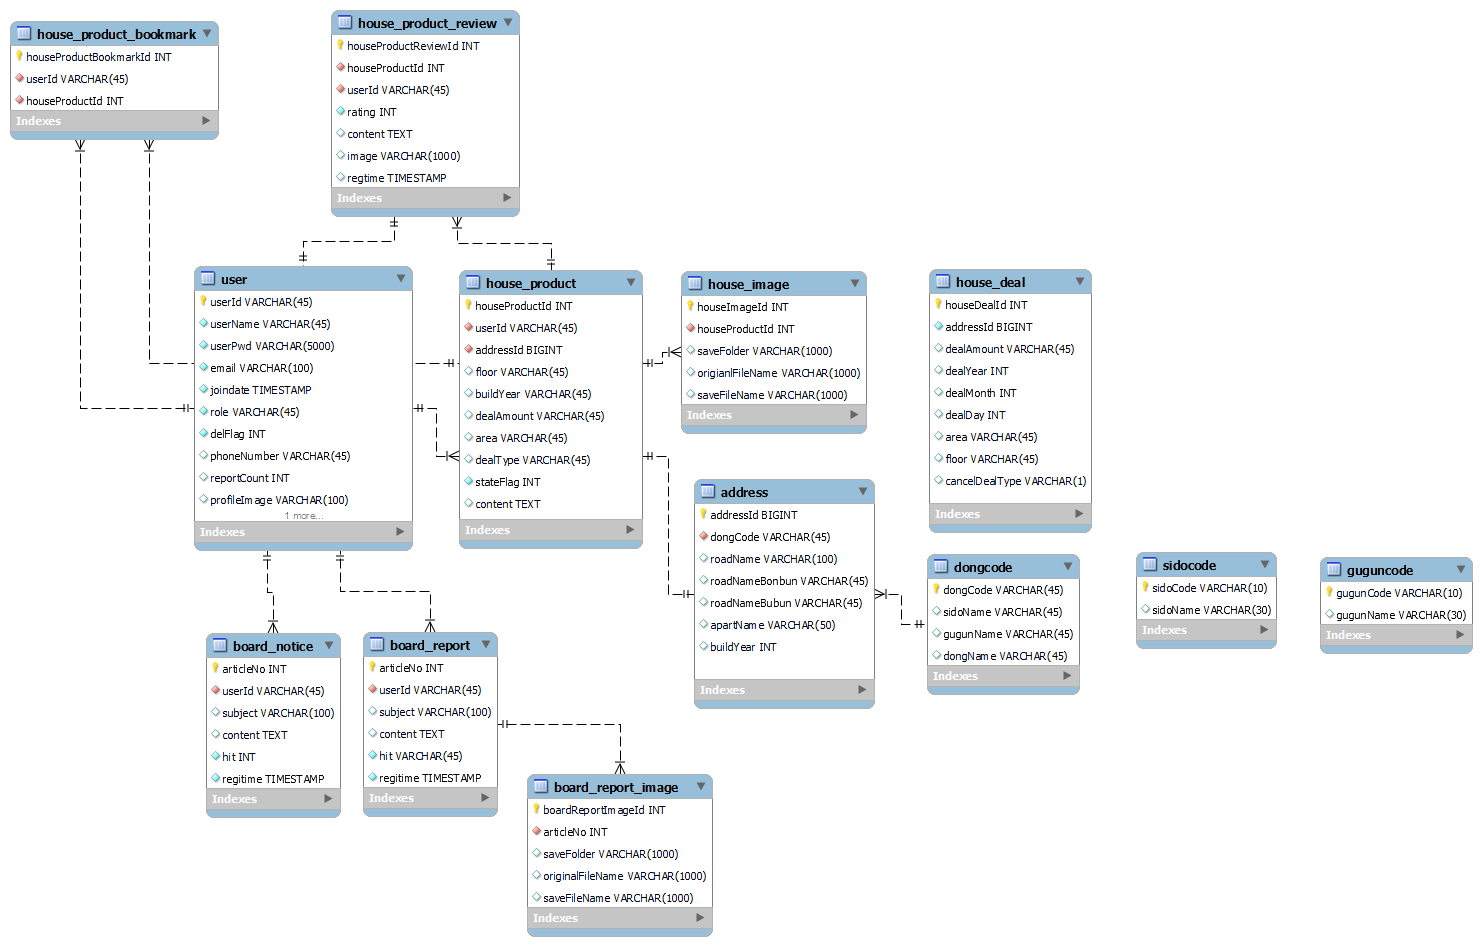 house_product_bookmark
houseProductBookmarkId INT
userId VARCHAR(45)
houseProductId INT
Indexes
house_product_review
houseProductReviewId INT
houseProductId INT
userId VARCHAR(45)
rating INT
content TEXT
image VARCHAR(1000)
regtime TIMESTAMP
Indexes
user
userId VARCHAR(45)
userName VARCHAR(45)
userPwd VARCHAR(5000)
email VARCHAR(100)
joindate TIMESTAMP
role VARCHAR(45)
delFlag INT
phoneNumber VARCHAR(45)
reportCount INT
profileImage VARCHAR(100)
1 more...
Indexes
house_product
houseProductId INT
userId VARCHAR(45)
addressId BIGINT
floor VARCHAR(45)
buildYear VARCHAR(45)
dealAmount VARCHAR(45)
area VARCHAR(45)
dealType VARCHAR(45)
stateFlag INT
content TEXT
Indexes
house_image
houseImageId INT
houseProductId INT
saveFolder VARCHAR(1000)
origianlFileName VARCHAR(1000)
saveFileName VARCHAR(1000)
Indexes
house_deal
houseDealId INT
addressId BIGINT
dealAmount VARCHAR(45)
dealYear INT
dealMonth INT
dealDay INT
area VARCHAR(45)
floor VARCHAR(45)
cancelDealType VARCHAR(1)
Indexes
address
addressId BIGINT
dongCode VARCHAR(45)
roadName VARCHAR(100)
roadNameBonbun VARCHAR(45)
roadNameBubun VARCHAR(45)
apartName VARCHAR(50)
buildYear INT
Indexes
dongcode
dongCode VARCHAR(45)
sidoName VARCHAR(45)
gugunName VARCHAR(45)
dongName VARCHAR(45)
Indexes
sidocode
sidoCode VARCHAR(10)
sidoName VARCHAR(30)
Indexes
guguncode
gugunCode VARCHAR(10)
gugunName VARCHAR(30)
Indexes
board_notice
articleNo INT
userId VARCHAR(45)
subject VARCHAR(100)
content TEXT
hit INT
regitime TIMESTAMP
Indexes
board_report
articleNo INT
userId VARCHAR(45)
subject VARCHAR(100)
content TEXT
hit VARCHAR(45)
regitime TIMESTAMP
Indexes
board_report_image
boardReportImageId INT
articleNo INT
saveFolder VARCHAR(1000)
originalFileName VARCHAR(1000)
saveFileName VARCHAR(1000)
Indexes